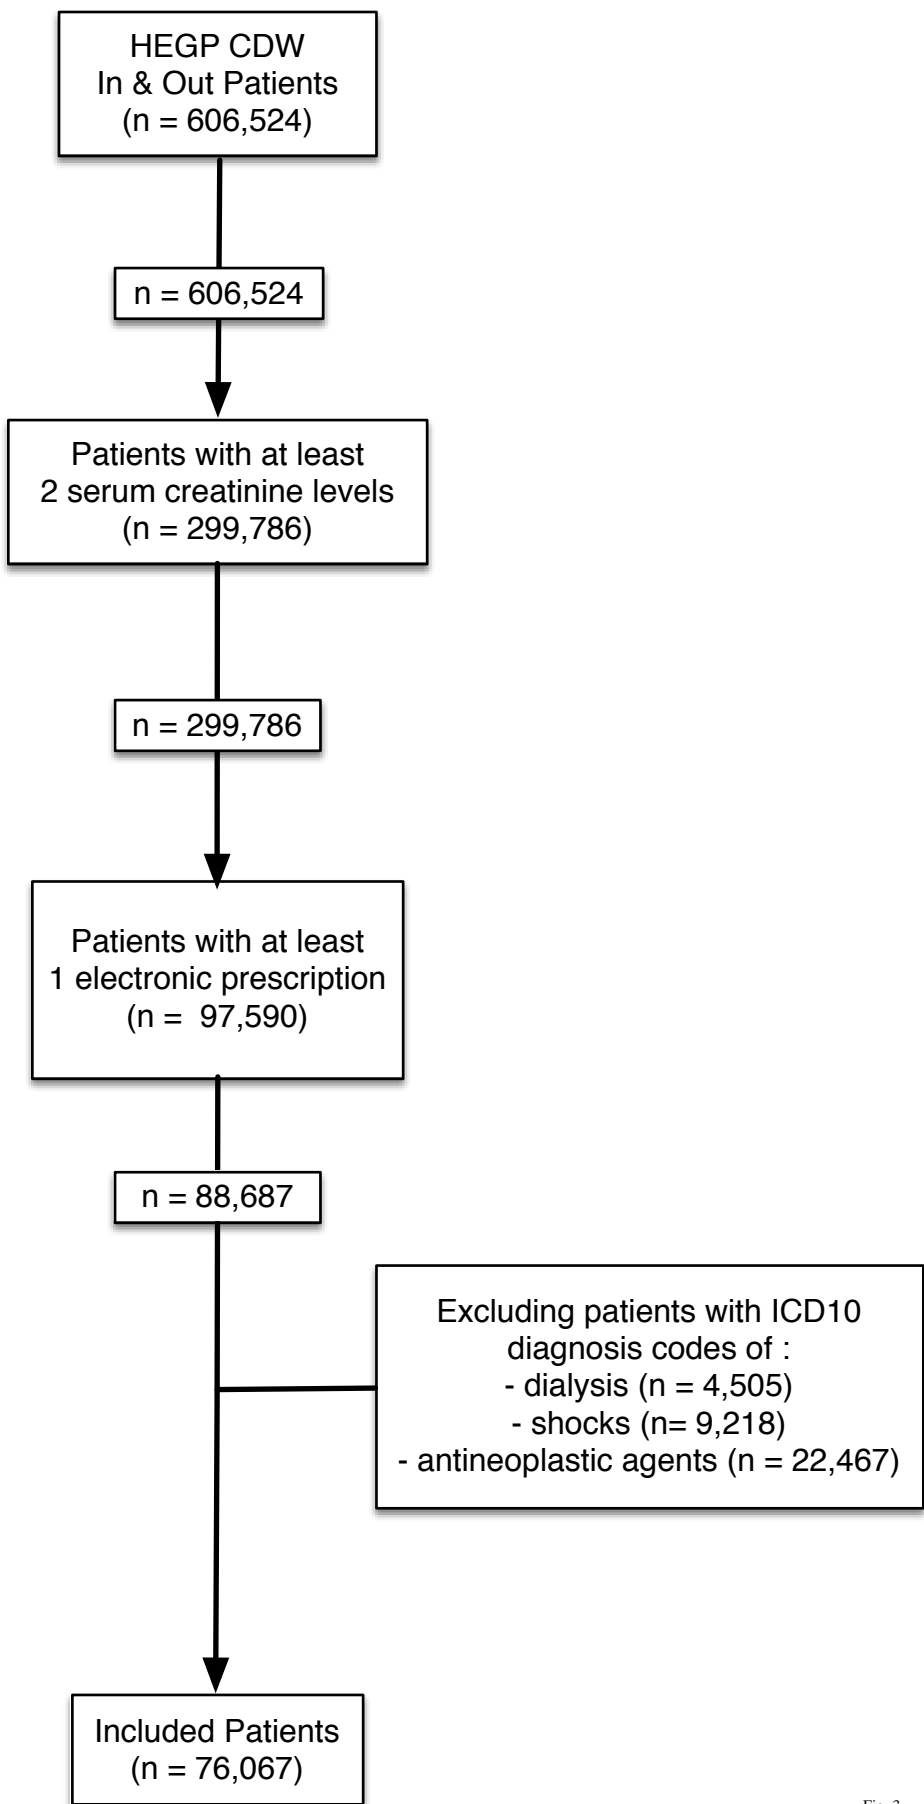 HEGP CDW
In & Out Patients
(n = 606,524)
n = 606,524
Patients with at least
2 serum creatinine levels
(n = 299,786)
n = 299,786
Patients with at least
1 electronic prescription
(n =  97,590)
n = 88,687
Excluding patients with ICD10
diagnosis codes of :
- dialysis (n = 4,505)
- shocks (n= 9,218)
- antineoplastic agents (n = 22,467)
Included Patients
(n = 76,067)